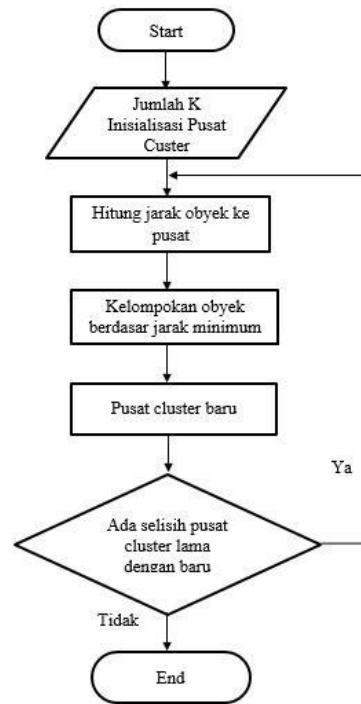 Start
Jumlah K
Inisialisasi Pusat
Custer
Hitung jarak obyek ke
pusat
Kelompokan obyek
berdasar jarak minimum
Pusat cluster baru
Ya
Ada selisih pusat
cluster lama
dengan baru
Tidak
End